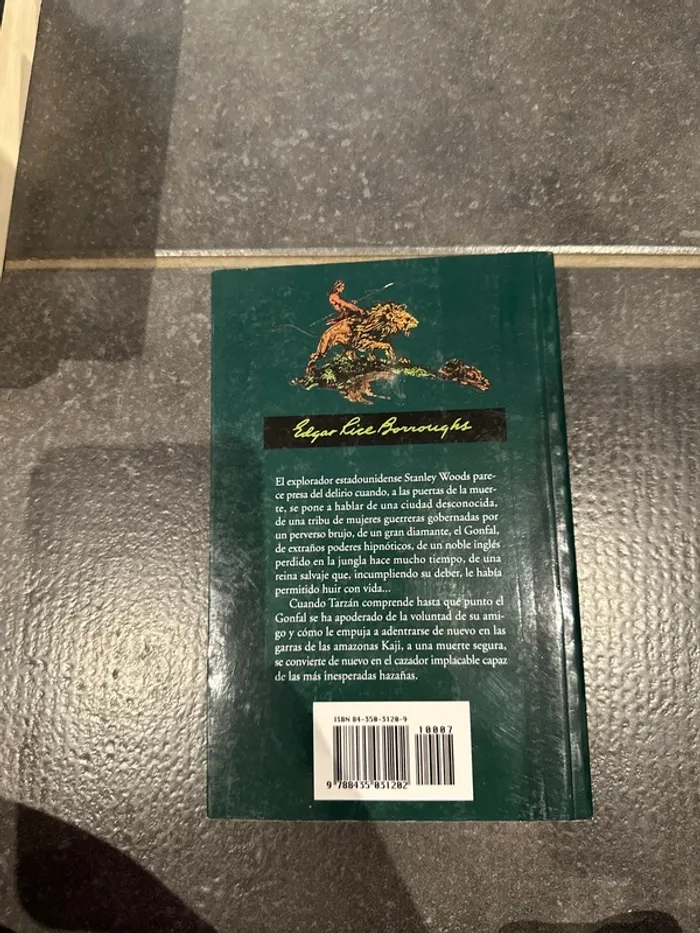 Edgar Rice Borroughs
El explorador estadounidense Stanley Woods pare-
ce presa del delirio cuando, a las puertas de la muer-
te, se pone a hablar de una ciudad desconocida,
de una tribu de mujeres guerreras gobernadas por
un perverso brujo, de un gran diamante, el Gonfal,
de extraños poderes hipnóticos, de un noble inglés
perdido en la jungla hace mucho tiempo, de una
reina salvaje que, incumpliendo su deber, le había
permitido huir con vida...
Cuando Tarzán comprende hasta qué punto el
Gonfal se ha apoderado de la voluntad de su ami-
go y cómo le empuja a adentrarse de nuevo en las
garras de las amazonas Kaji, a una muerte segura,
se convierte de nuevo en el cazador implacable capaz
de las más inesperadas hazañas.
ISBN 84-350-3120-9
10007
9 788435 031202